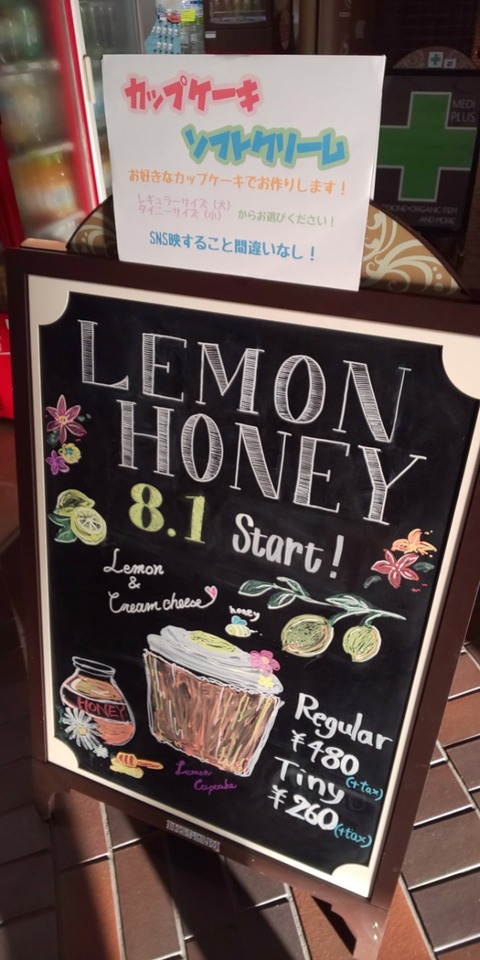 カップケーキ
ソフトクリーム
お好きなカップケーキでお作りします！
レギュラーサイズ（大）
タイニーサイズ（小）
からお選びください！
SNS映すること間違いなし！
MEDI
PLUS
AND MORE
LEMON
HONEY
8.1 Start!
Lemon
&
Cream cheese
honey
HONEY
Lemon
Cupcake
Regular
¥480
(+tax)
Tiny
¥260 (+tax)